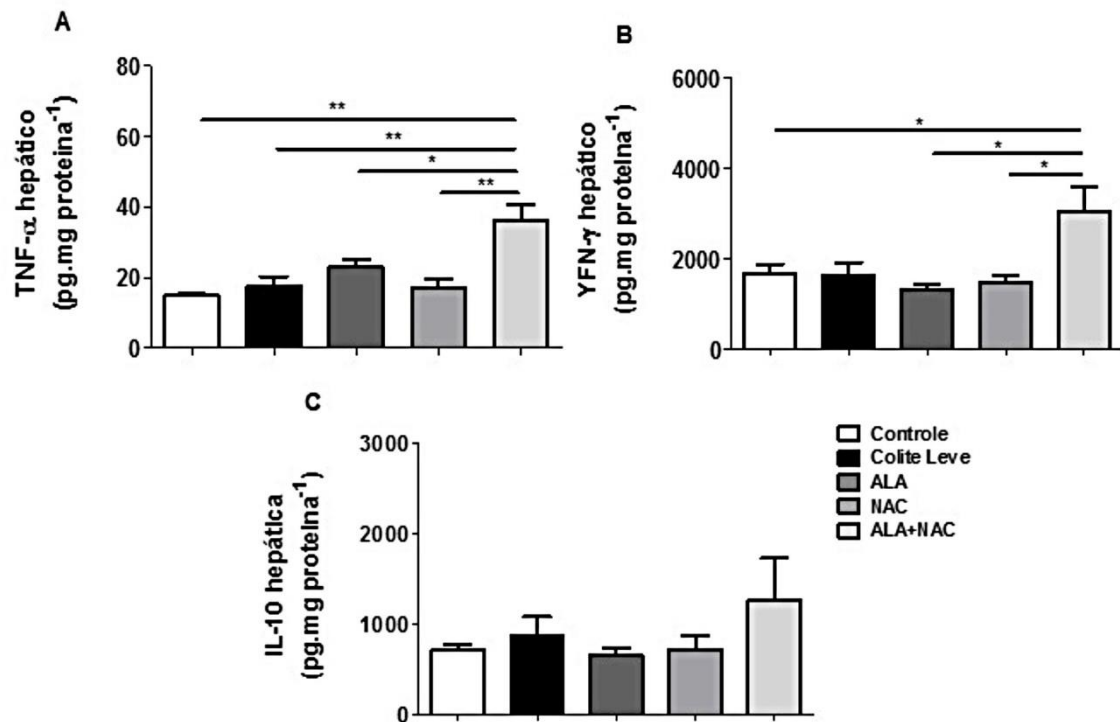 A
TNF-α hepático
(pg.mg proteina⁻¹)
80
60
40
20
0
**
**
*
**
B
YFN-γ hepático
(pg.mg proteina⁻¹)
6000
4000
2000
0
*
*
*
C
IL-10 hepática
(pg.mg proteina⁻¹)
3000
2000
1000
0
Controle
Colite Leve
ALA
NAC
ALA+NAC